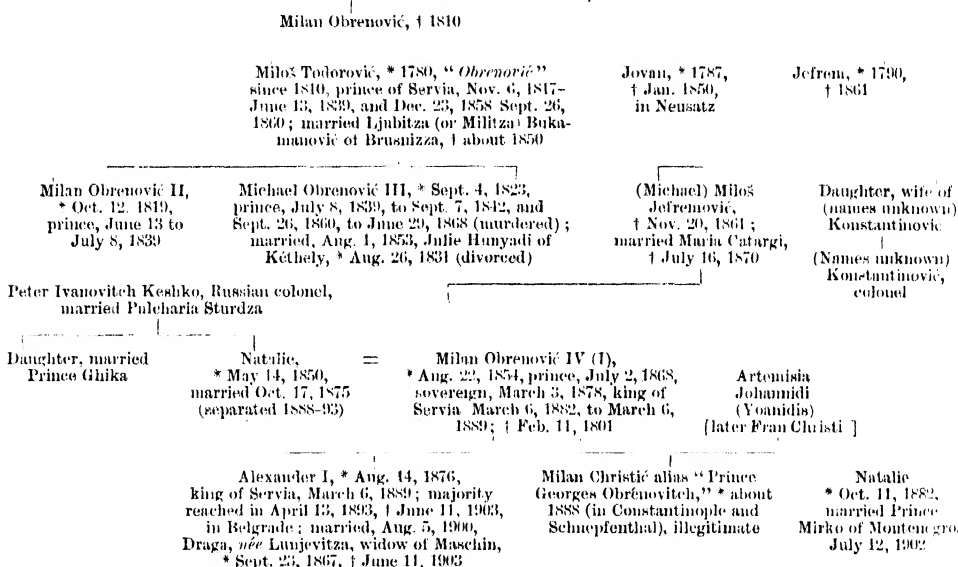 Milan Obrenović, † 1810
Miloš Todorović, * 1780, “ Obrenorić”
since 1810, prince of Servia, Nov. 6, 1817–
June 13, 1839, and Dec. 23, 1858 Sept. 26,
1860; married Ljubitza (or Militza) Buka-
manović of Brusnizza, † about 1850
Jovan, * 1787,
† Jan. 1850,
in Neusatz
Jefrem, * 1790,
† 1861
Milan Obrenović II,
* Oct. 12. 1819,
prince, June 13 to
July 8, 1839
Michael Obrenović III, * Sept. 4, 1823,
prince, July 8, 1839, to Sept. 7, 1842, and
Sept. 26, 1860, to June 29, 1868 (murdered) ;
married, Aug. 1, 1853, Julie Hunyadi of
Kéthely, * Aug. 26, 1831 (divorced)
(Michael) Miloš
Jefremović,
† Nov. 20, 1861 ;
married Maria Catargi,
† July 16, 1870
Daughter, wife of
(names unknown)
Konstantinović
(Names unknown)
Konstantinović,
colonel
Peter Ivanovitch Keshko, Russian colonel,
married Pulcharia Sturdza
Daughter, married
Prince Ghika
Natalie,
* May 14, 1850,
married Oct. 17, 1875
(separated 1888-93)
=
Milan Obrenović IV (I),
* Aug. 22, 1854, prince, July 2, 1868,
sovereign, March 3, 1878, king of
Servia March 6, 1882, to March 6,
1889; † Feb. 11, 1801
Artemisia
Johannidi
(Yoanidis)
[later Fran Christi ]
Alexander I, * Aug. 14, 1876,
king of Servia, March 6, 1889 ; majority
reached in April 13, 1893, † June 11, 1903,
in Belgrade ; married, Aug. 5, 1900,
Draga, née Lunjevitza, widow of Maschin,
* Sept. 23, 1867, † June 11, 1903
Milan Christić alias “ Prince
Georges Obrénovitch,” * about
1888 (in Constantinople and
Schnepfenthal), illegitimate
Natalie
* Oct. 11, 1882,
married Prince
Mirko of Montenegro,
July 12, 1902